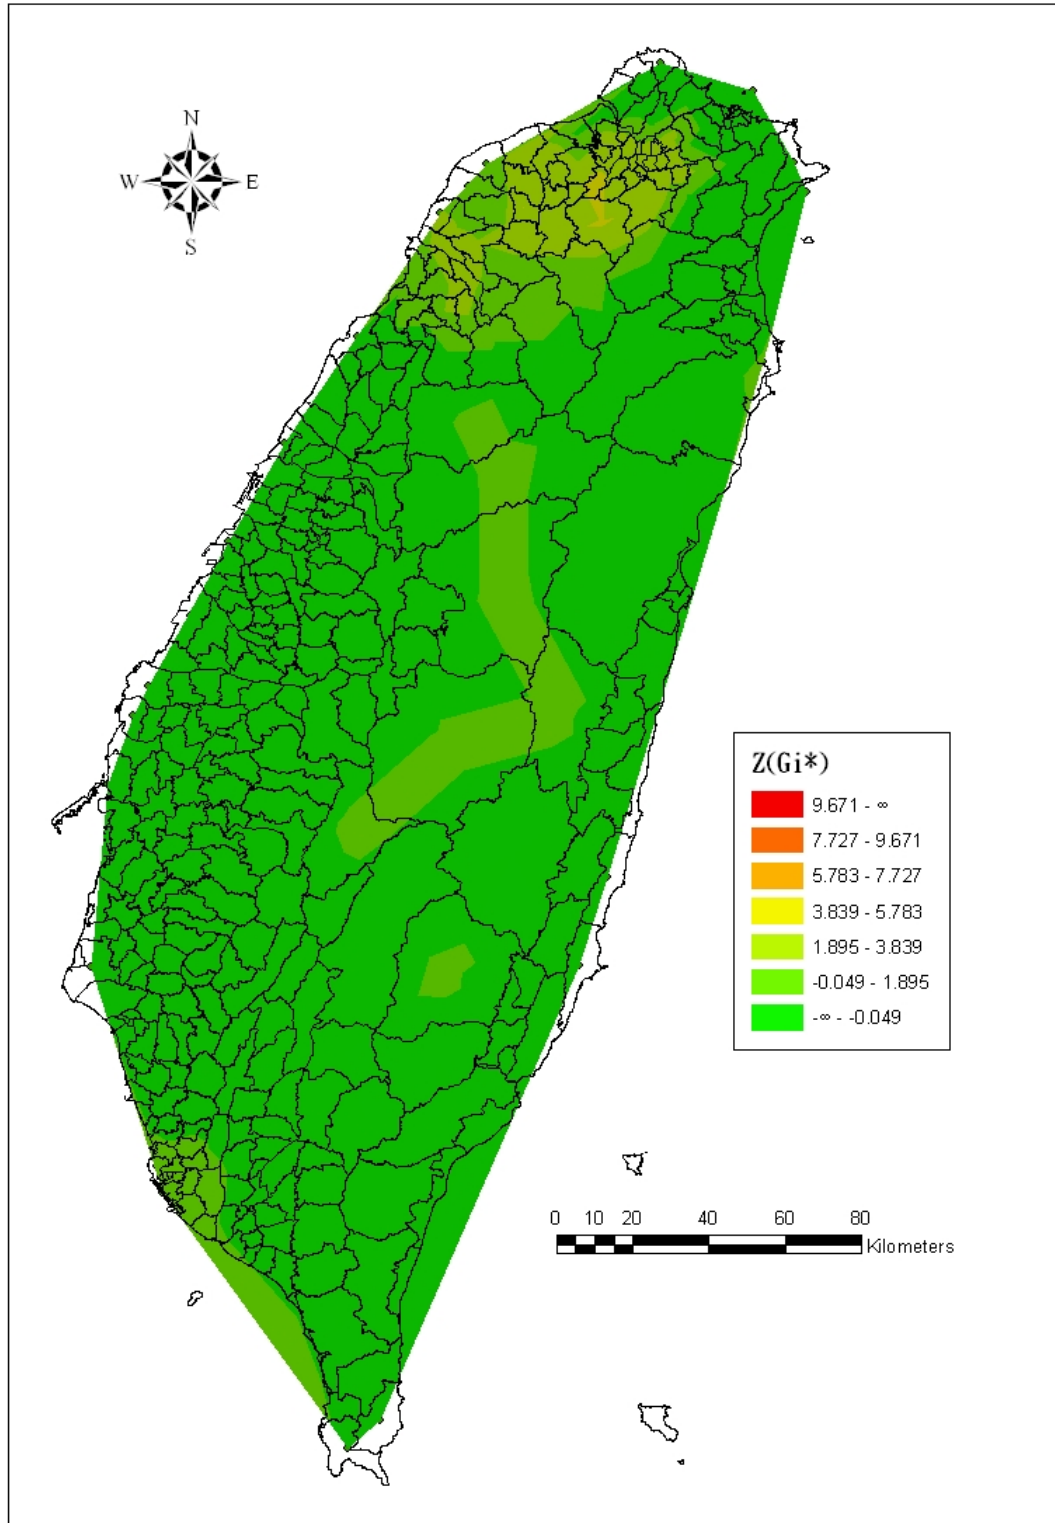 N
W E
S
Z(Gi*)
9.671 - ∞
7.727 - 9.671
5.783 - 7.727
3.839 - 5.783
1.895 - 3.839
-0.049 - 1.895
-∞ - -0.049
0 10 20 40 60 80
Kilometers